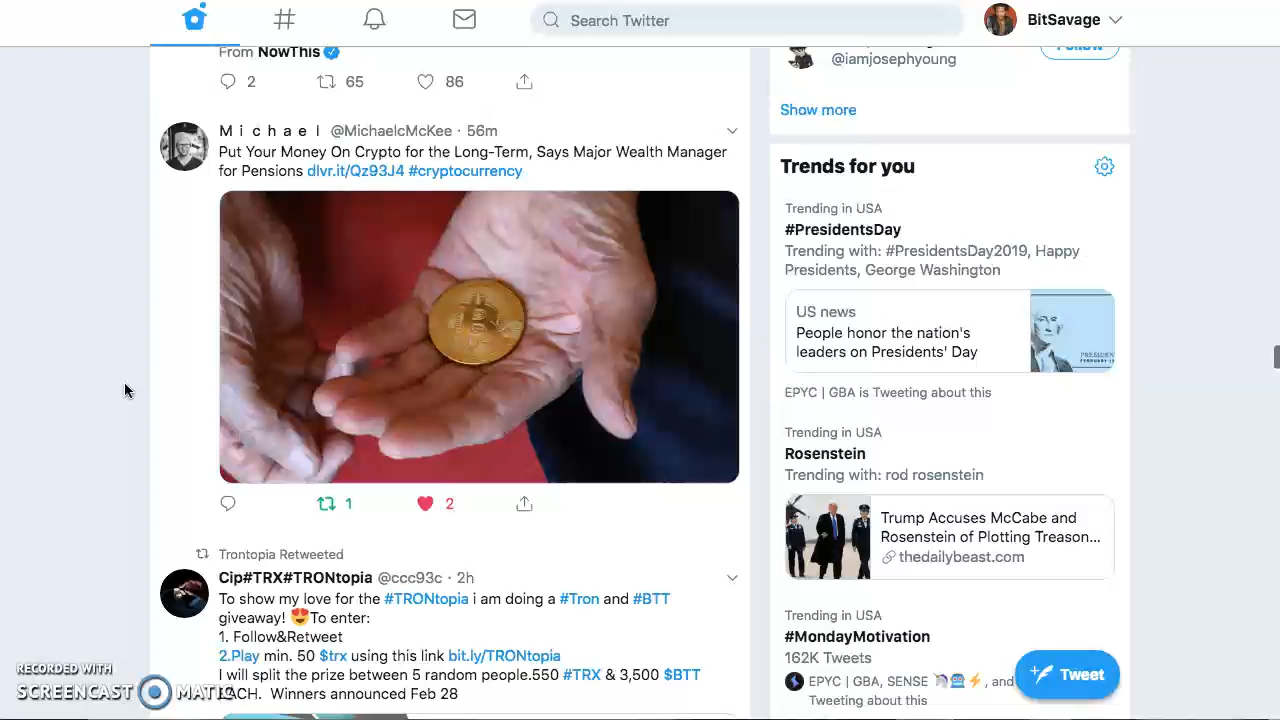 Search Twitter
BitSavage
From NowThis
2 65 86
M i c h a e l @MichaelcMcKee · 56m
Put Your Money On Crypto for the Long-Term, Says Major Wealth Manager
for Pensions dlvr.it/Qz93J4 #cryptocurrency
1 2
Trontopia Retweeted
Cip#TRX#TRONtopia @ccc93c · 2h
To show my love for the #TRONtopia i am doing a #Tron and #BTT
giveaway! 😍To enter:
1. Follow&Retweet
2.Play min. 50 $trx using this link bit.ly/TRONtopia
I will split the prize between 5 random people.550 #TRX & 3,500 $BTT
EACH. Winners announced Feb 28
@iamjosephyoung
Follow
Show more
Trends for you
Trending in USA
#PresidentsDay
Trending with: #PresidentsDay2019, Happy
Presidents, George Washington
US news
People honor the nation's
leaders on Presidents' Day
EPYC | GBA is Tweeting about this
Trending in USA
Rosenstein
Trending with: rod rosenstein
Trump Accuses McCabe and
Rosenstein of Plotting Treason...
thedailybeast.com
Trending in USA
#MondayMotivation
162K Tweets
EPYC | GBA, SENSE 🦄🤖⚡, and
Tweeting about this
Tweet
RECORDED WITH
SCREENCAST MATIC